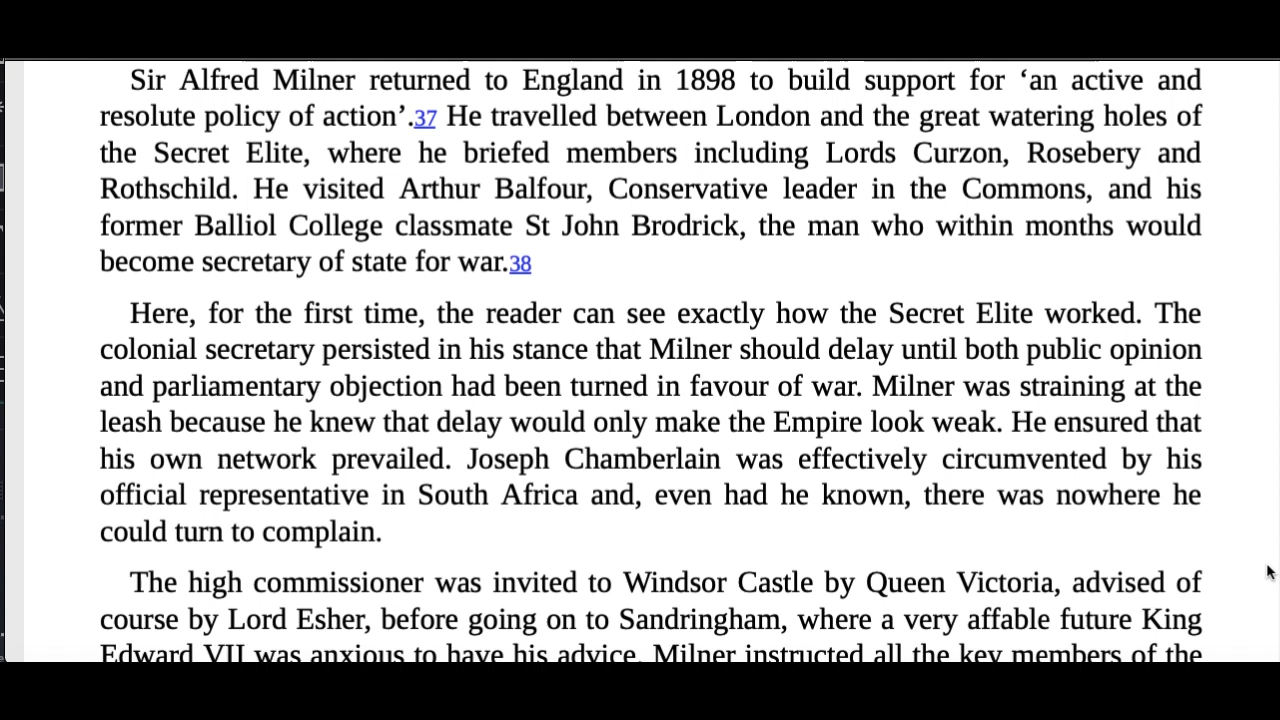 Sir Alfred Milner returned to England in 1898 to build support for ‘an active and
resolute policy of action’.37 He travelled between London and the great watering holes of
the Secret Elite, where he briefed members including Lords Curzon, Rosebery and
Rothschild. He visited Arthur Balfour, Conservative leader in the Commons, and his
former Balliol College classmate St John Brodrick, the man who within months would
become secretary of state for war.38
Here, for the first time, the reader can see exactly how the Secret Elite worked. The
colonial secretary persisted in his stance that Milner should delay until both public opinion
and parliamentary objection had been turned in favour of war. Milner was straining at the
leash because he knew that delay would only make the Empire look weak. He ensured that
his own network prevailed. Joseph Chamberlain was effectively circumvented by his
official representative in South Africa and, even had he known, there was nowhere he
could turn to complain.
The high commissioner was invited to Windsor Castle by Queen Victoria, advised of
course by Lord Esher, before going on to Sandringham, where a very affable future King
Edward VII was anxious to have his advice. Milner instructed all the key members of the